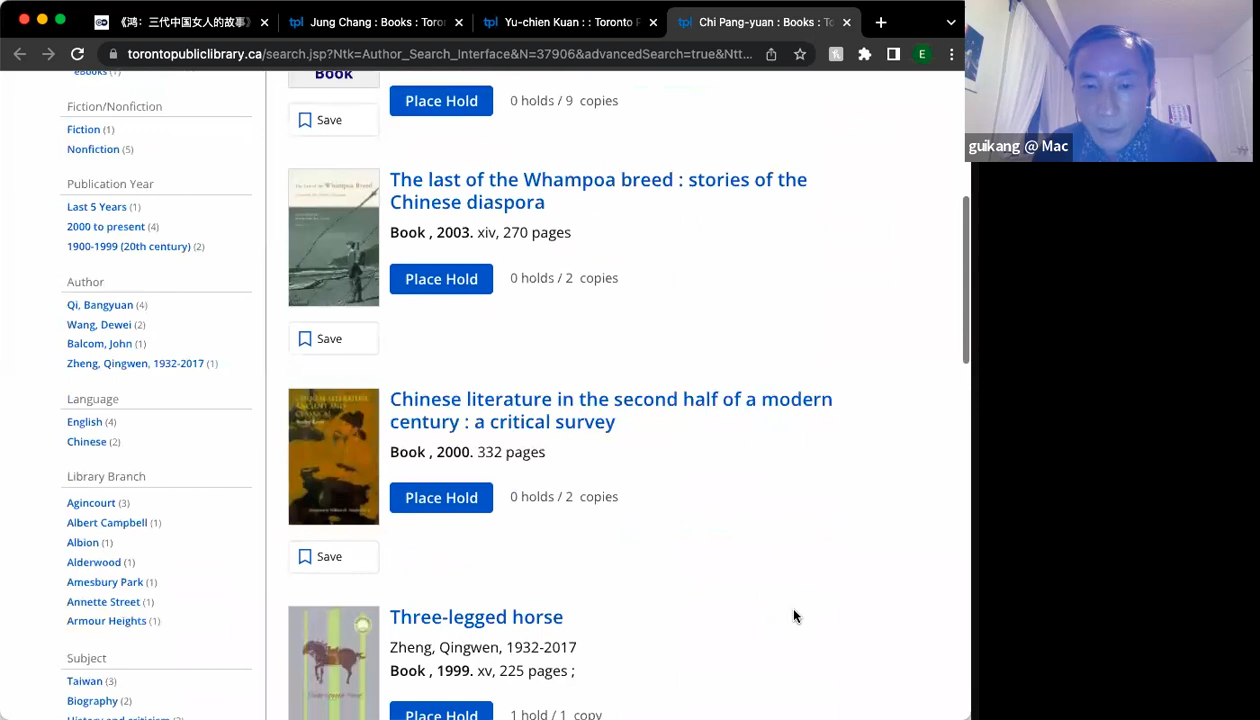 《鸿：三代中国女人的故事》
Jung Chang : Books : Toro
Yu-chien Kuan : : Toronto P
Chi Pang-yuan : Books : To
torontopubliclibrary.ca/search.jsp?Ntk=Author_Search_Interface&N=37906&advancedSearch=true&Ntt...
E
guikang @ Mac
eBooks (1)
Fiction/Nonfiction
Fiction (1)
Nonfiction (5)
Publication Year
Last 5 Years (1)
2000 to present (4)
1900-1999 (20th century) (2)
Author
Qi, Bangyuan (4)
Wang, Dewei (2)
Balcom, John (1)
Zheng, Qingwen, 1932-2017 (1)
Language
English (4)
Chinese (2)
Library Branch
Agincourt (3)
Albert Campbell (1)
Albion (1)
Alderwood (1)
Amesbury Park (1)
Annette Street (1)
Armour Heights (1)
Subject
Taiwan (3)
Biography (2)
History and criticism (2)
Book
Place Hold 0 holds / 9 copies
Save
The last of the Whampoa breed : stories of the
Chinese diaspora
Book , 2003. xiv, 270 pages
Place Hold 0 holds / 2 copies
Save
Chinese literature in the second half of a modern
century : a critical survey
Book , 2000. 332 pages
Place Hold 0 holds / 2 copies
Save
Three-legged horse
Zheng, Qingwen, 1932-2017
Book , 1999. xv, 225 pages ;
Place Hold 1 hold / 1 copy